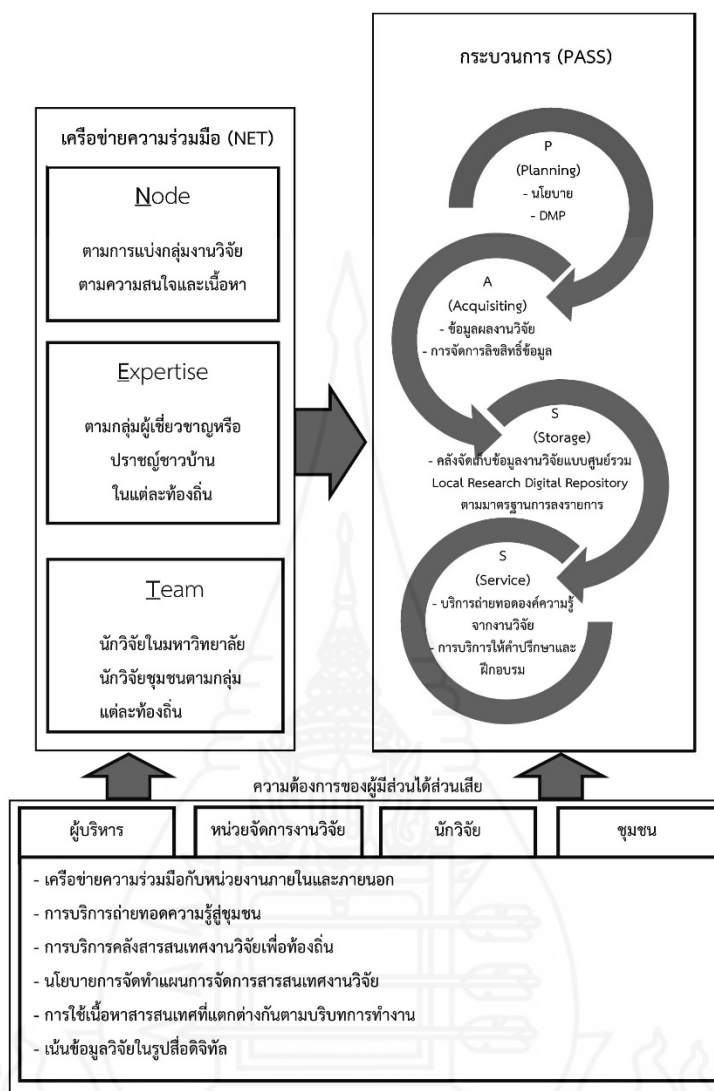 กระบวนการ (PASS)
P
(Planning)
- นโยบาย
- DMP
A
(Acquisiting)
- ข้อมูลผลงานวิจัย
- การจัดการลิขสิทธิ์ข้อมูล
S
(Storage)
- คลังจัดเก็บข้อมูลงานวิจัยแบบศูนย์รวม
Local Research Digital Repository
ตามมาตรฐานการลงรายการ
S
(Service)
- บริการถ่ายทอดองค์ความรู้
จากงานวิจัย
- การบริการให้คำปรึกษาและ
ฝึกอบรม
เครือข่ายความร่วมมือ (NET)
Node
ตามการแบ่งกลุ่มงานวิจัย
ตามความสนใจและเนื้อหา
Expertise
ตามกลุ่มผู้เชี่ยวชาญหรือ
ปราชญ์ชาวบ้าน
ในแต่ละท้องถิ่น
Team
นักวิจัยในมหาวิทยาลัย
นักวิจัยชุมชนตามกลุ่ม
แต่ละท้องถิ่น
ความต้องการของผู้มีส่วนได้ส่วนเสีย
ผู้บริหาร
หน่วยจัดการงานวิจัย
นักวิจัย
ชุมชน
- เครือข่ายความร่วมมือกับหน่วยงานภายในและภายนอก
- การบริการถ่ายทอดความรู้สู่ชุมชน
- การบริการคลังสารสนเทศงานวิจัยเพื่อท้องถิ่น
- นโยบายการจัดทำแผนการจัดการสารสนเทศงานวิจัย
- การใช้เนื้อหาสารสนเทศที่แตกต่างกันตามบริบทการทำงาน
- เน้นข้อมูลวิจัยในรูปสื่อดิจิทัล